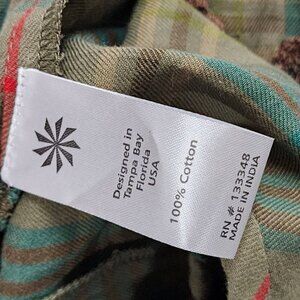 Designed in
Tampa Bay
Florida
USA
100% Cotton
RN # 133348
MADE IN INDIA